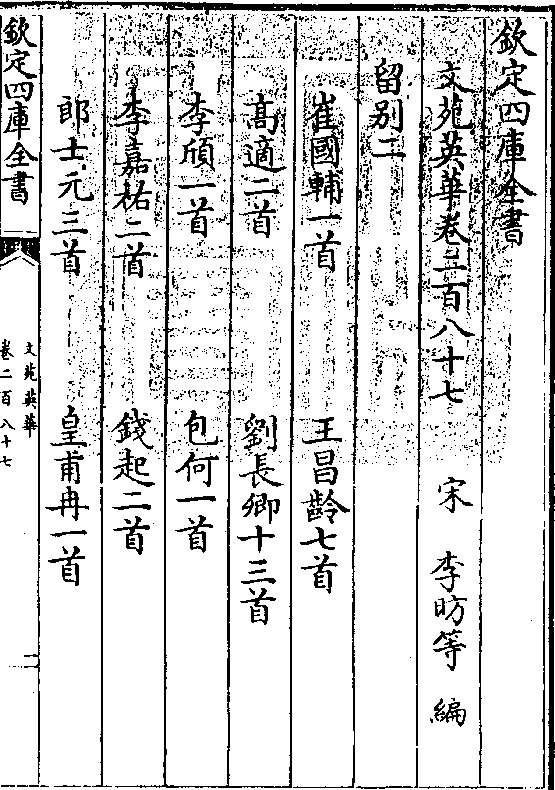 欽定四庫全書
文苑英華卷二百八十七 宋 李昉等 編
留別二
崔國輔一首 王昌齡七首
髙適二首 劉長卿十三首
李頎一首 包何一首
李嘉祐二首 錢起二首
郎士元三首 皇甫冉一首
欽定四庫全書 文苑英華 卷二百八十七